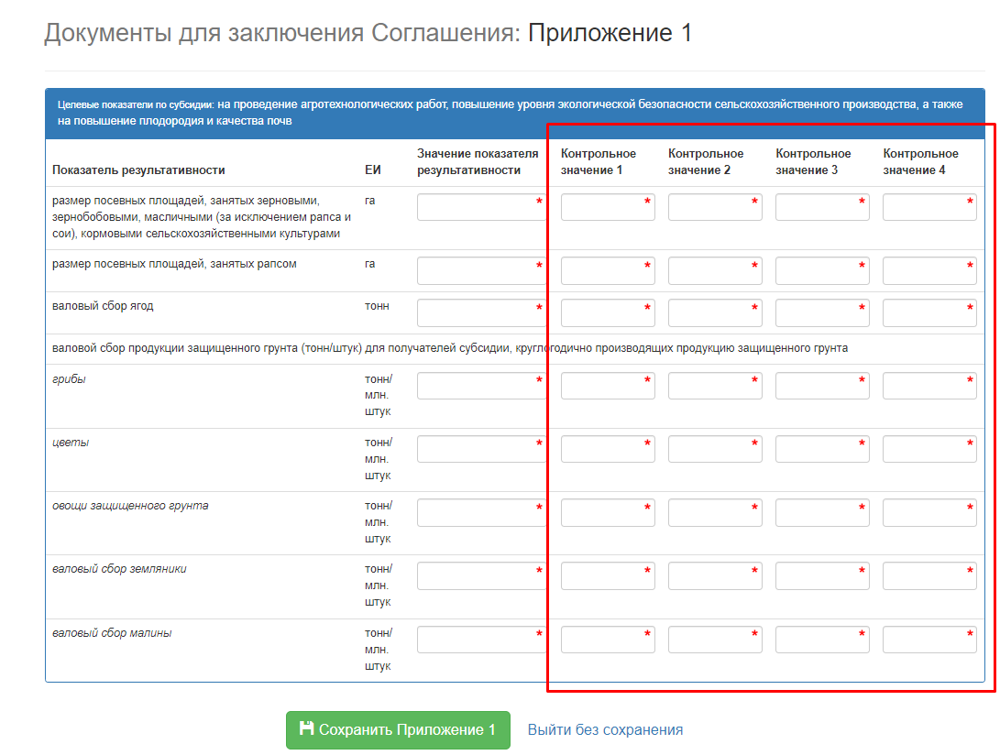 Документы для заключения Соглашения: Приложение 1
Целевые показатели по субсидии: на проведение агротехнологических работ, повышение уровня экологической безопасности сельскохозяйственного производства, а также
на повышение плодородия и качества почв
Показатель результативности
ЕИ
Значение показателя
результативности
Контрольное
значение 1
Контрольное
значение 2
Контрольное
значение 3
Контрольное
значение 4
размер посевных площадей, занятых зерновыми,
зернобобовыми, масличными (за исключением рапса и
сои), кормовыми сельскохозяйственными культурами
га
* * * * *
размер посевных площадей, занятых рапсом
га
* * * * *
валовый сбор ягод
тонн
* * * * *
валовой сбор продукции защищенного грунта (тонн/штук) для получателей субсидии, круглогодично производящих продукцию защищенного грунта
грибы
тонн/
млн.
штук
* * * * *
цветы
тонн/
млн.
штук
* * * * *
овощи защищенного грунта
тонн/
млн.
штук
* * * * *
валовый сбор земляники
тонн/
млн.
штук
* * * * *
валовый сбор малины
тонн/
млн.
штук
* * * * *
Сохранить Приложение 1
Выйти без сохранения